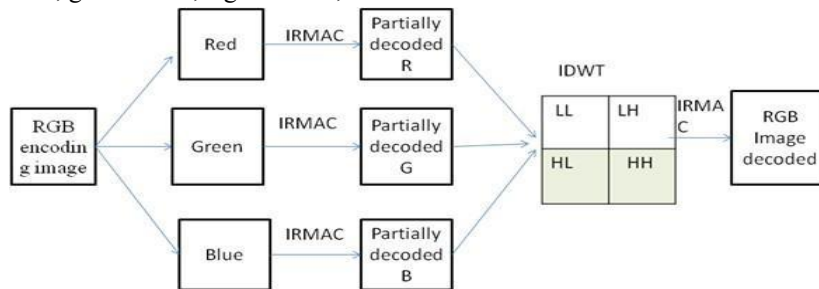 Red
IRMAC
Partially
decoded
R
RGB
encodin
g image
Green
IRMAC
Partially
decoded
G
Blue
IRMAC
Partially
decoded
B
IDWT
LL LH
HL HH
IRMA
C
RGB
Image
decoded